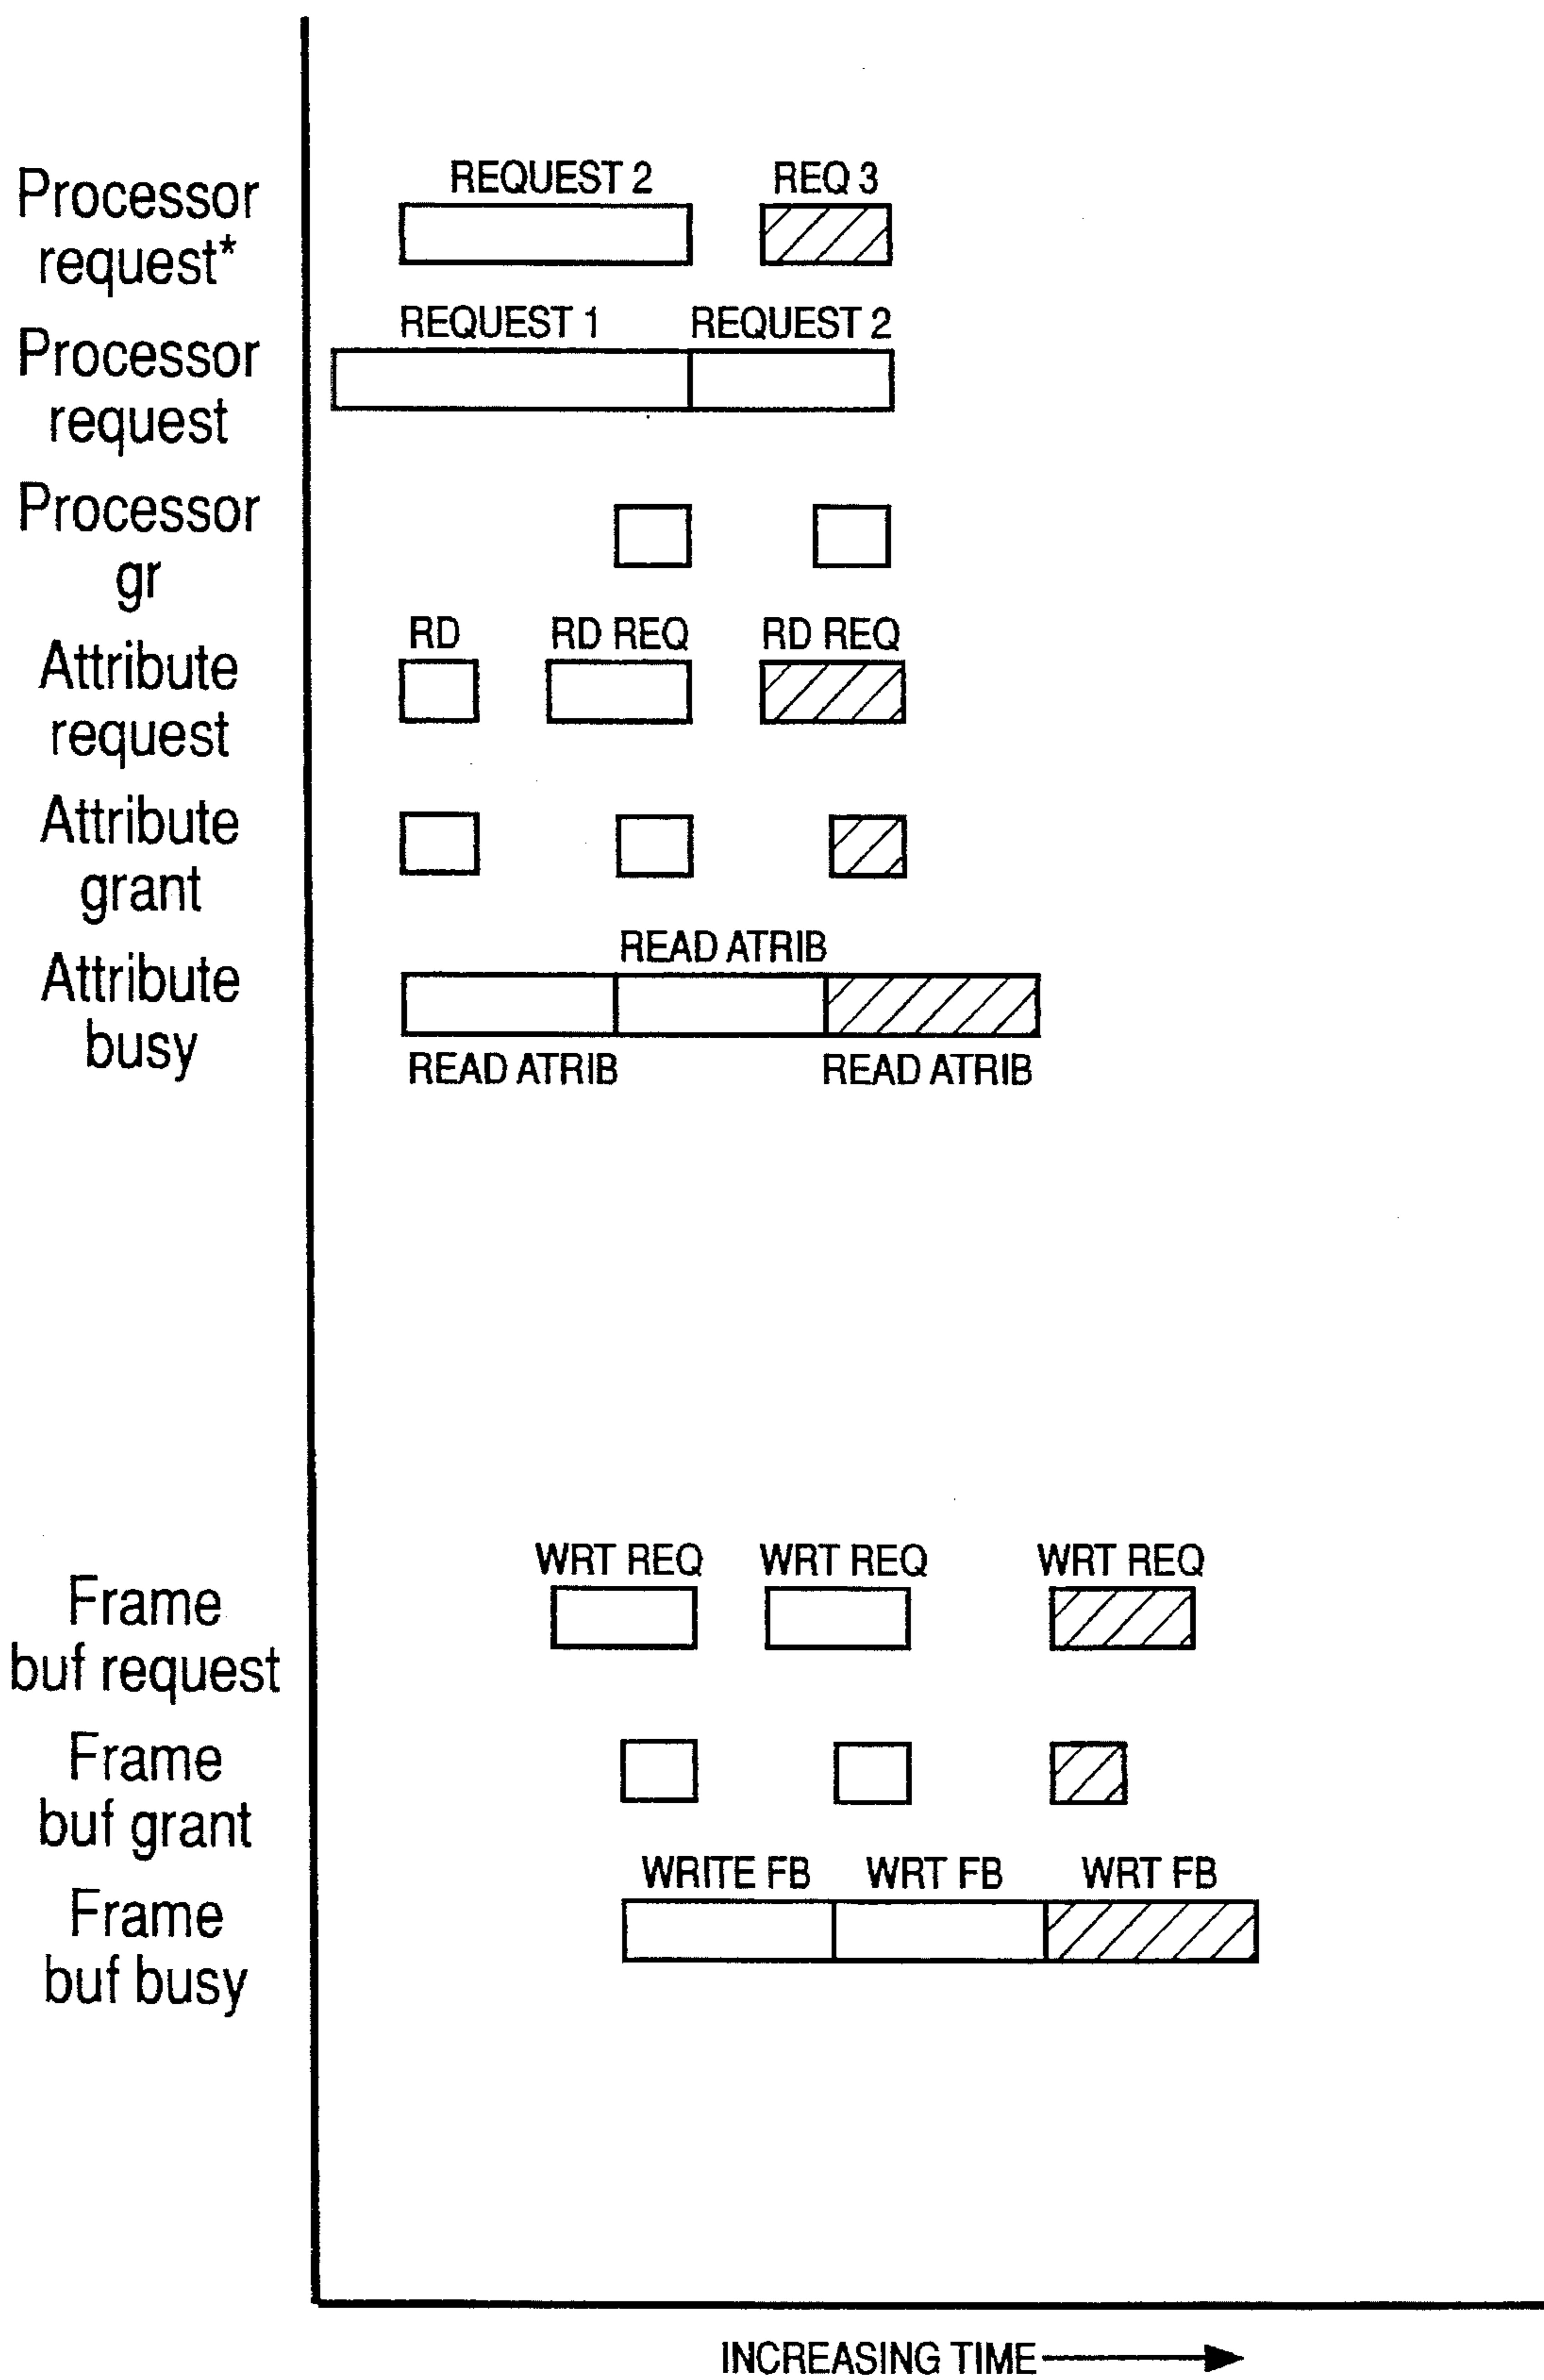 REQUEST 2 REQ 3
Processor
request*
REQUEST 1 REQUEST 2
Processor
request
Processor
gr
RD RD REQ RD REQ
Attribute
request
Attribute
grant
READ ATRIB
Attribute
busy
READ ATRIB READ ATRIB
WRT REQ WRT REQ WRT REQ
Frame
buf request
Frame
buf grant
WRITE FB WRT FB WRT FB
Frame
buf busy
INCREASING TIME